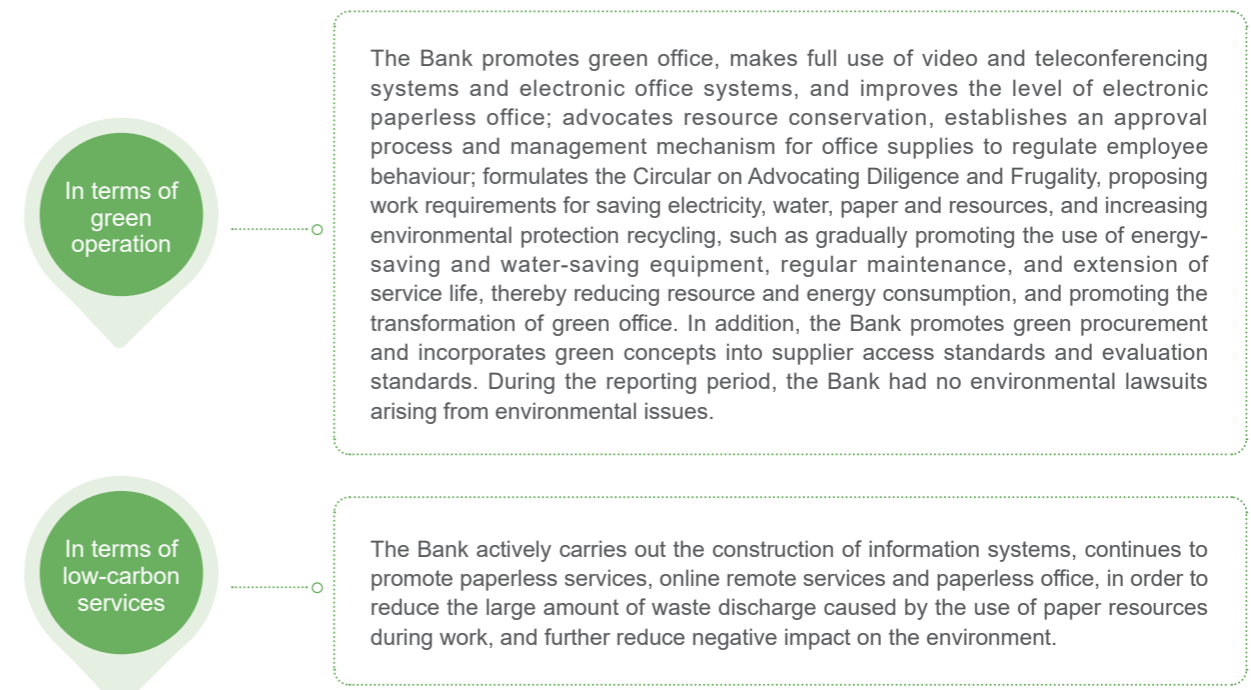 In terms of
green
operation
The Bank promotes green office, makes full use of video and teleconferencing
systems and electronic office systems, and improves the level of electronic
paperless office; advocates resource conservation, establishes an approval
process and management mechanism for office supplies to regulate employee
behaviour; formulates the Circular on Advocating Diligence and Frugality, proposing
work requirements for saving electricity, water, paper and resources, and increasing
environmental protection recycling, such as gradually promoting the use of energy-
saving and water-saving equipment, regular maintenance, and extension of
service life, thereby reducing resource and energy consumption, and promoting the
transformation of green office. In addition, the Bank promotes green procurement
and incorporates green concepts into supplier access standards and evaluation
standards. During the reporting period, the Bank had no environmental lawsuits
arising from environmental issues.
In terms of
low-carbon
services
The Bank actively carries out the construction of information systems, continues to
promote paperless services, online remote services and paperless office, in order to
reduce the large amount of waste discharge caused by the use of paper resources
during work, and further reduce negative impact on the environment.